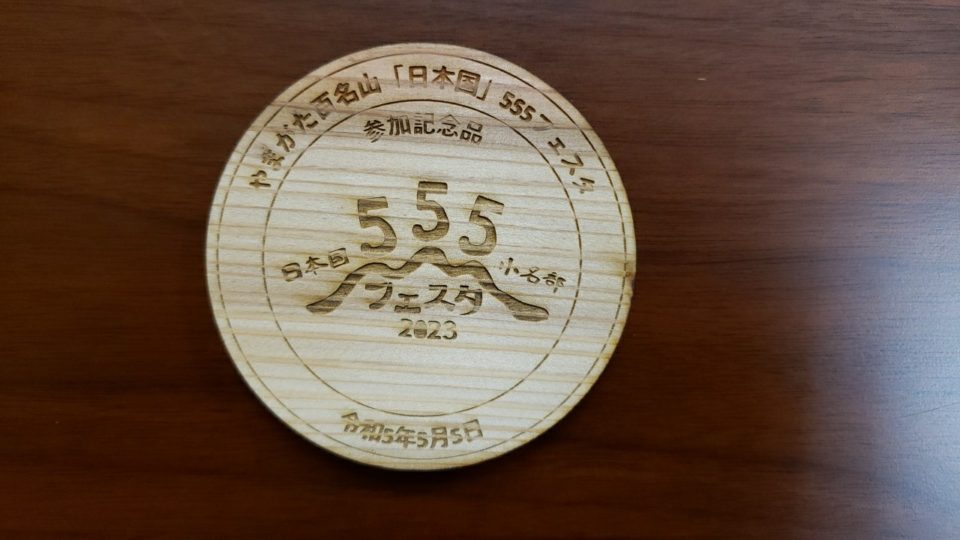 やまがた百名山「日本国」555フェスタ
参加記念品
555
日本国
小名部
フェスタ
2023
令和5年5月5日